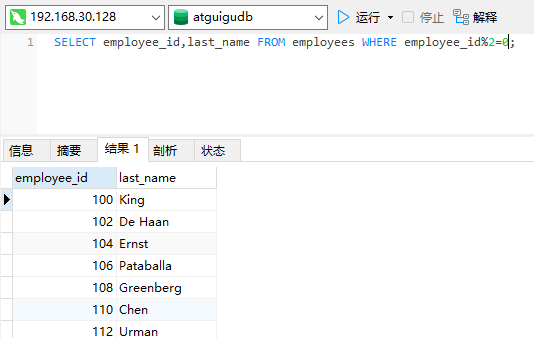 192.168.30.128 atguigudb 运行 停止 解释
1 SELECT employee_id,last_name FROM employees WHERE employee_id%2=0;
信息 摘要 结果 1 剖析 状态
employee_id last_name
100 King
102 De Haan
104 Ernst
106 Pataballa
108 Greenberg
110 Chen
112 Urman